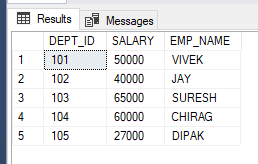 Results Messages
DEPT_ID SALARY EMP_NAME
1 101 50000 VIVEK
2 102 40000 JAY
3 103 65000 SURESH
4 104 60000 CHIRAG
5 105 27000 DIPAK